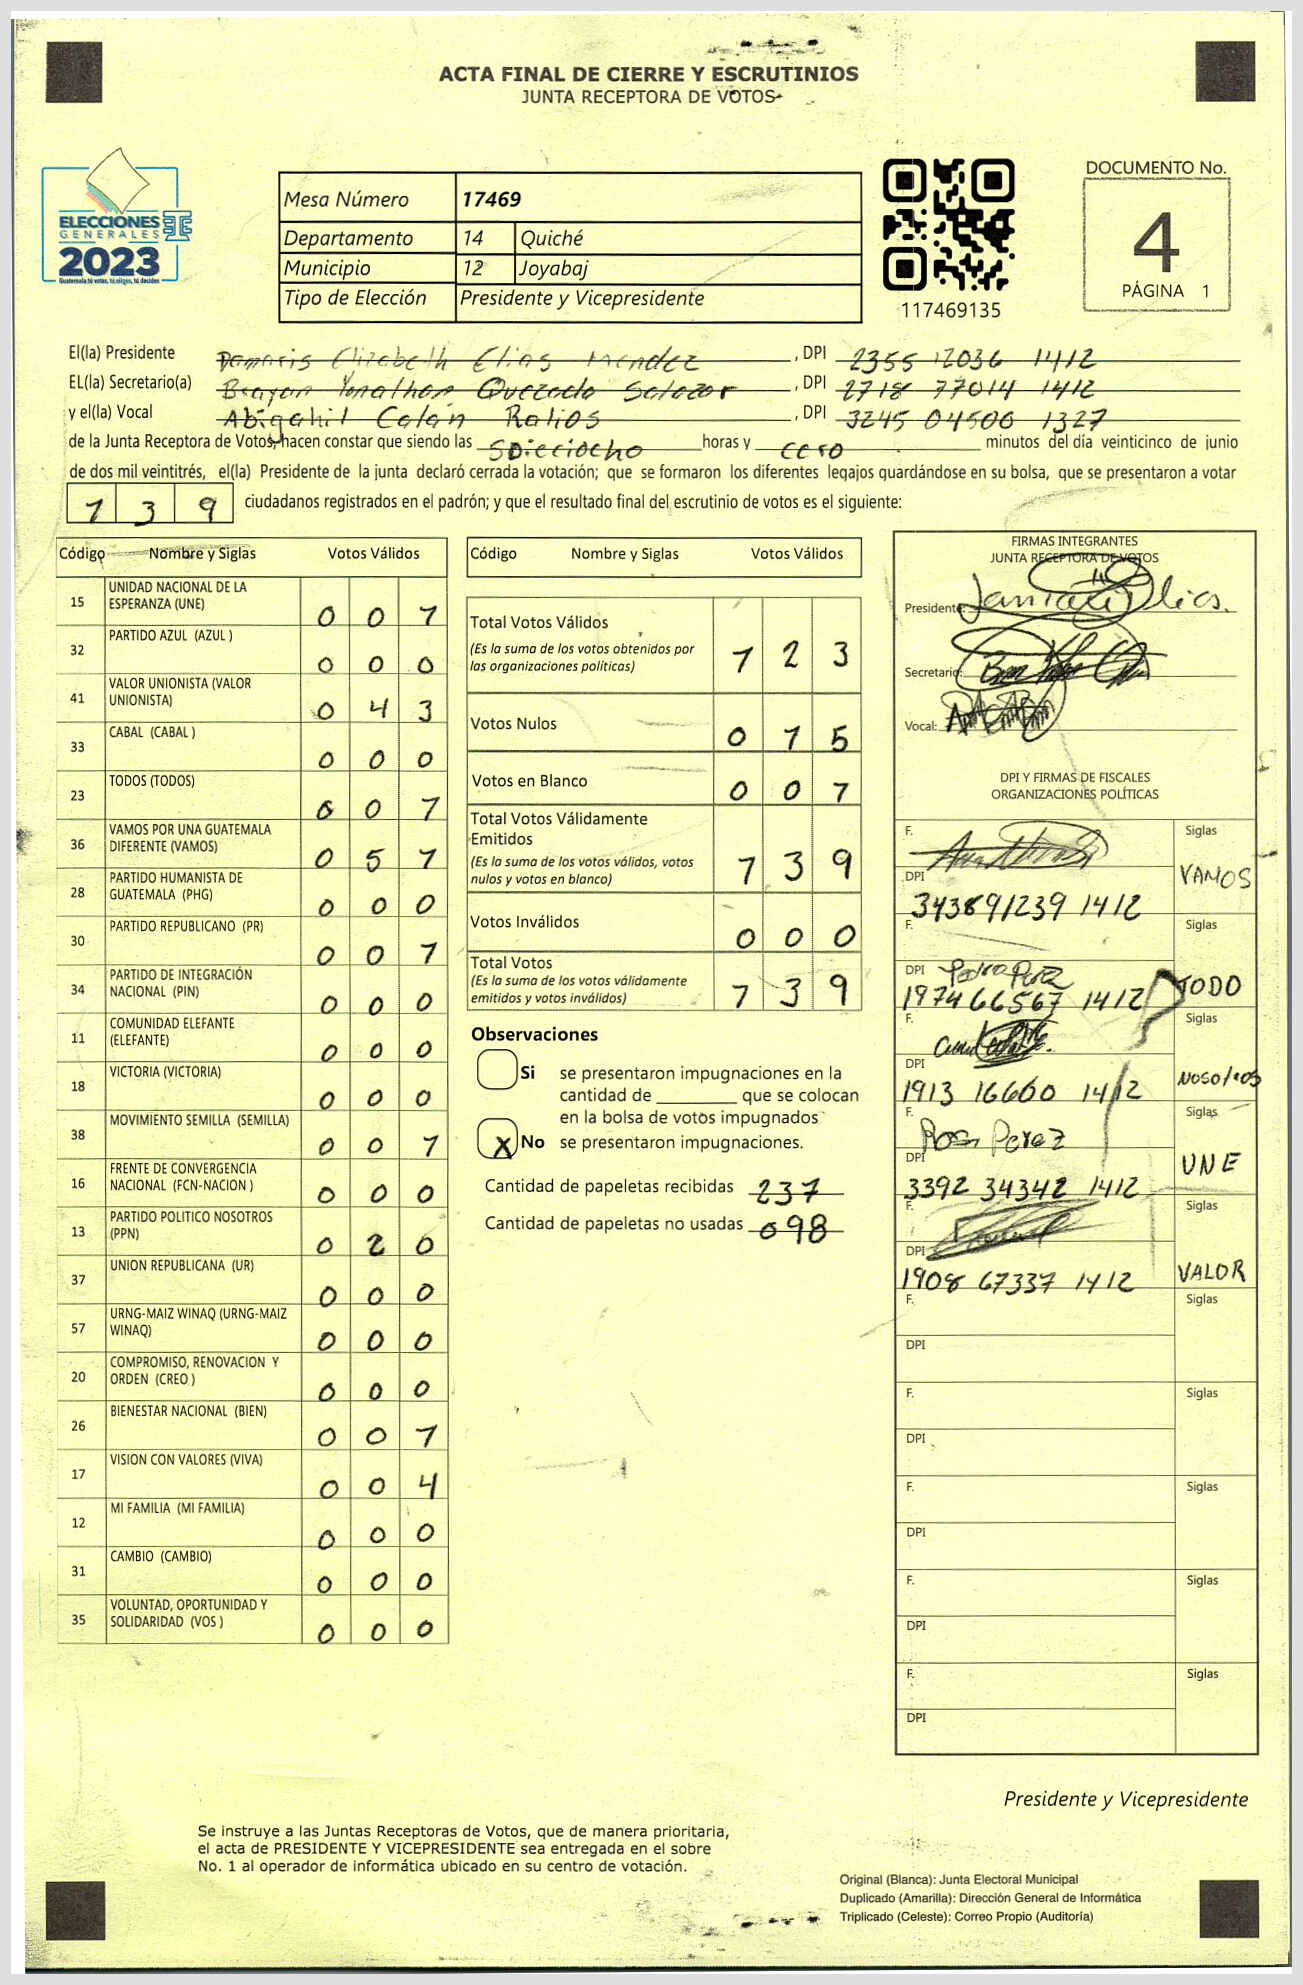 ACTA FINAL DE CIERRE Y ESCRUTINIOS
JUNTA RECEPTORA DE VOTOS
ELECCIONES
GENERALES
2023
Guatemala tú votas, tú eliges, tú decides
Mesa Número 17469
Departamento 14 Quiché
Municipio 12 Joyabaj
Tipo de Elección Presidente y Vicepresidente
117469135
DOCUMENTO No.
4
PÁGINA 1
El(la) Presidente Damaris Elizabeth Elias Mendez , DPI 2355 12036 1412
EL(la) Secretario(a) Brayan Yonathan Quezada Salazar , DPI 2718 77014 1412
y el(la) Vocal Abigahil Calán Ralios , DPI 3245 04506 1327
de la Junta Receptora de Votos, hacen constar que siendo las Dieciocho horas y cero minutos del día veinticinco de junio
de dos mil veintitrés, el(la) Presidente de la junta declaró cerrada la votación; que se formaron los diferentes legajos quardándose en su bolsa, que se presentaron a votar
1 3 9 ciudadanos registrados en el padrón; y que el resultado final del escrutinio de votos es el siguiente:
Código Nombre y Siglas Votos Válidos
15 UNIDAD NACIONAL DE LA ESPERANZA (UNE) 0 0 1
32 PARTIDO AZUL (AZUL ) 0 0 0
41 VALOR UNIONISTA (VALOR UNIONISTA) 0 4 3
33 CABAL (CABAL ) 0 0 0
23 TODOS (TODOS) 0 0 1
36 VAMOS POR UNA GUATEMALA DIFERENTE (VAMOS) 0 5 1
28 PARTIDO HUMANISTA DE GUATEMALA (PHG) 0 0 0
30 PARTIDO REPUBLICANO (PR) 0 0 1
34 PARTIDO DE INTEGRACIÓN NACIONAL (PIN) 0 0 0
11 COMUNIDAD ELEFANTE (ELEFANTE) 0 0 0
18 VICTORIA (VICTORIA) 0 0 0
38 MOVIMIENTO SEMILLA (SEMILLA) 0 0 1
16 FRENTE DE CONVERGENCIA NACIONAL (FCN-NACION ) 0 0 0
13 PARTIDO POLITICO NOSOTROS (PPN) 0 2 0
37 UNION REPUBLICANA (UR) 0 0 0
57 URNG-MAIZ WINAQ (URNG-MAIZ WINAQ) 0 0 0
20 COMPROMISO, RENOVACION Y ORDEN (CREO ) 0 0 0
26 BIENESTAR NACIONAL (BIEN) 0 0 1
17 VISION CON VALORES (VIVA) 0 0 4
12 MI FAMILIA (MI FAMILIA) 0 0 0
31 CAMBIO (CAMBIO) 0 0 0
35 VOLUNTAD, OPORTUNIDAD Y SOLIDARIDAD (VOS ) 0 0 0
Código Nombre y Siglas Votos Válidos
Total Votos Válidos
(Es la suma de los votos obtenidos por
las organizaciones políticas) 1 2 3
Votos Nulos 0 1 5
Votos en Blanco 0 0 1
Total Votos Válidamente
Emitidos
(Es la suma de los votos válidos, votos
nulos y votos en blanco) 1 3 9
Votos Inválidos 0 0 0
Total Votos
(Es la suma de los votos válidamente
emitidos y votos inválidos) 1 3 9
Observaciones
Si se presentaron impugnaciones en la
cantidad de ________ que se colocan
en la bolsa de votos impugnados
X No se presentaron impugnaciones.
Cantidad de papeletas recibidas 237
Cantidad de papeletas no usadas 098
FIRMAS INTEGRANTES
JUNTA RECEPTORA DE VOTOS
Presidente:
Secretario:
Vocal:
DPI Y FIRMAS DE FISCALES
ORGANIZACIONES POLÍTICAS
F. Siglas
DPI 343891239 1412 VAMOS
F. Siglas
Pedro Perez
DPI 1974 66567 1412 TODO
F. Siglas
DPI 1913 16660 1412 NOSOTROS
F. Siglas
Rosa Perez
DPI 3392 34342 1412 UNE
F. Siglas
DPI 1908 67337 1412 VALOR
F. Siglas
DPI
F. Siglas
DPI
F. Siglas
DPI
F. Siglas
DPI
F. Siglas
DPI
Presidente y Vicepresidente
Se instruye a las Juntas Receptoras de Votos, que de manera prioritaria,
el acta de PRESIDENTE Y VICEPRESIDENTE sea entregada en el sobre
No. 1 al operador de informática ubicado en su centro de votación.
Original (Blanca): Junta Electoral Municipal
Duplicado (Amarilla): Dirección General de Informática
Triplicado (Celeste): Correo Propio (Auditoría)